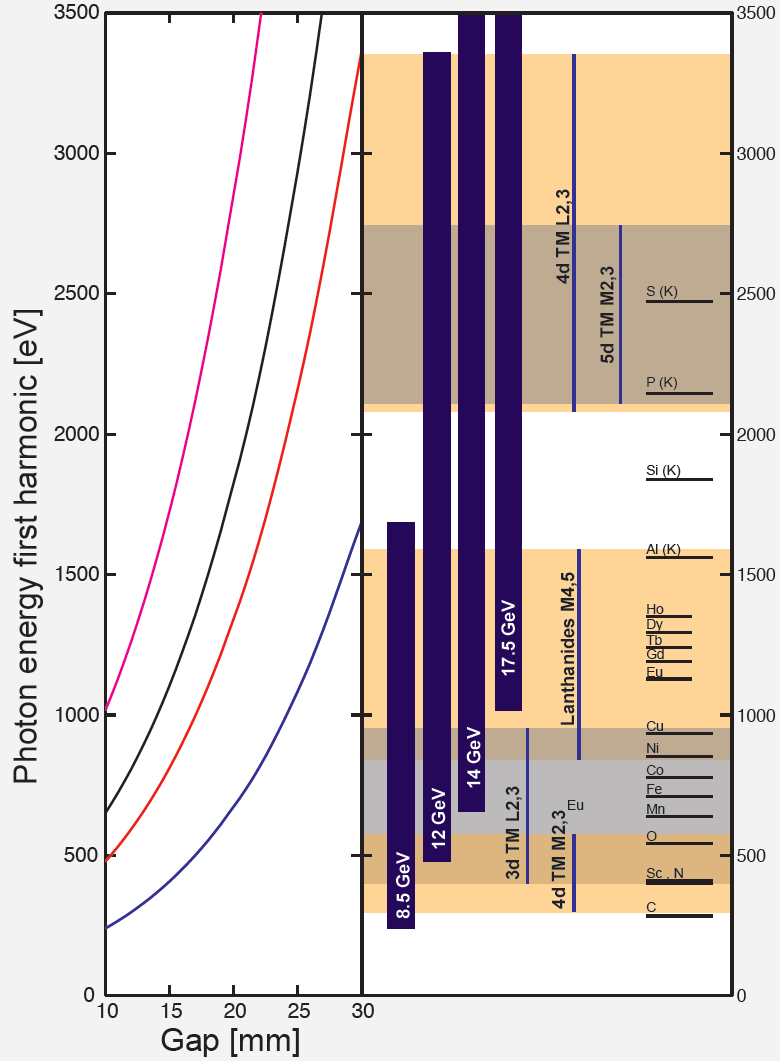 Photon energy first harmonic [eV]
3500
3000
2500
2000
1500
1000
500
0
10
15
20
25
30
Gap [mm]
8.5 GeV
12 GeV
14 GeV
17.5 GeV
4d TM L2,3
5d TM M2,3
Lanthanides M4,5
3d TM L2,3
4d TM M2,3
Eu
S (K)
P (K)
Si (K)
Al (K)
Ho
Dy
Tb
Gd
Eu
Cu
Ni
Co
Fe
Mn
O
Sc , N
C
3500
3000
2500
2000
1500
1000
500
0